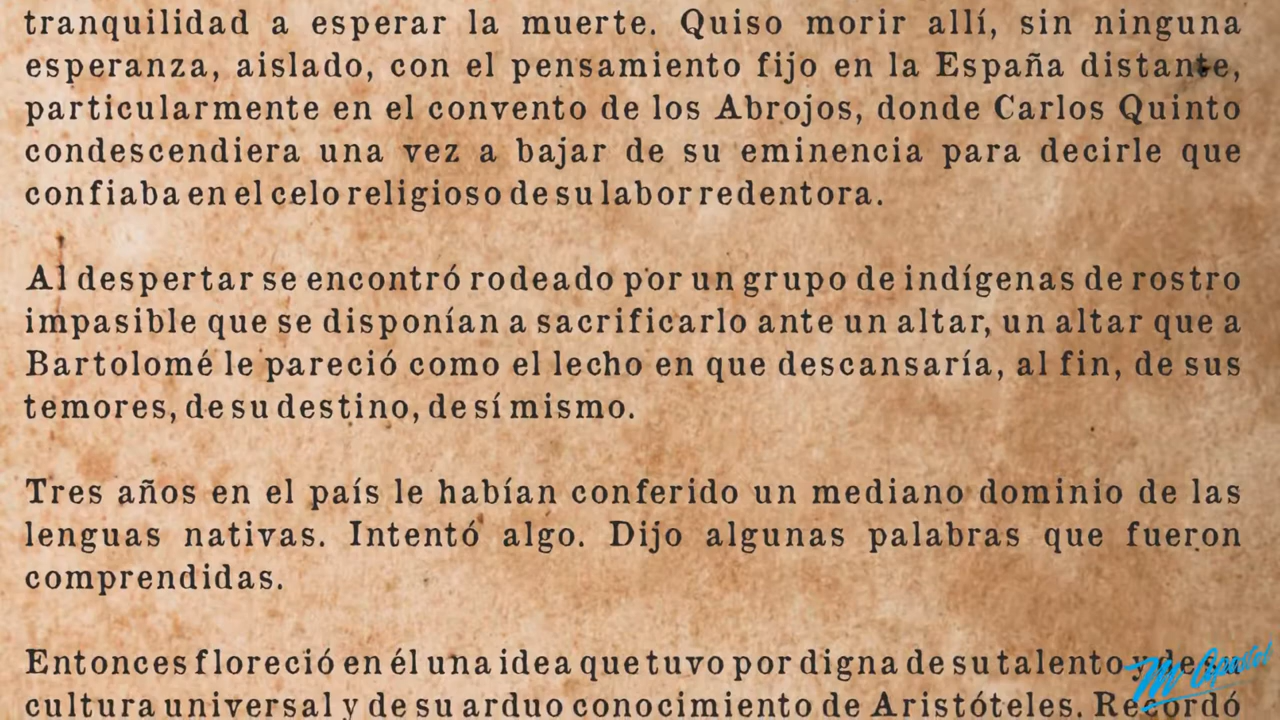 tranquilidad a esperar la muerte. Quiso morir allí, sin ninguna
esperanza, aislado, con el pensamiento fijo en la España distante,
particularmente en el convento de los Abrojos, donde Carlos Quinto
condescendiera una vez a bajar de su eminencia para decirle que
confiaba en el celo religioso de su labor redentora.
Al despertar se encontró rodeado por un grupo de indígenas de rostro
impasible que se disponían a sacrificarlo ante un altar, un altar que a
Bartolomé le pareció como el lecho en que descansaría, al fin, de sus
temores, de su destino, de sí mismo.
Tres años en el país le habían conferido un mediano dominio de las
lenguas nativas. Intentó algo. Dijo algunas palabras que fueron
comprendidas.
Entonces floreció en él una idea que tuvo por digna de su talento y de
cultura universal y de su arduo conocimiento de Aristóteles. Recordó